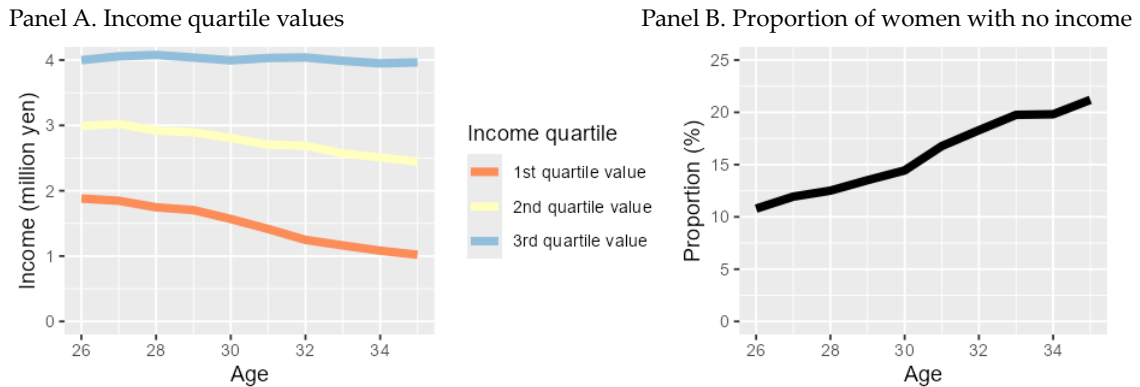 Panel A. Income quartile values
Income (million yen)
4
3
2
1
0
26 28 30 32 34
Age
Income quartile
1st quartile value
2nd quartile value
3rd quartile value
Panel B. Proportion of women with no income
Proportion (%)
25
20
15
10
5
0
26 28 30 32 34
Age